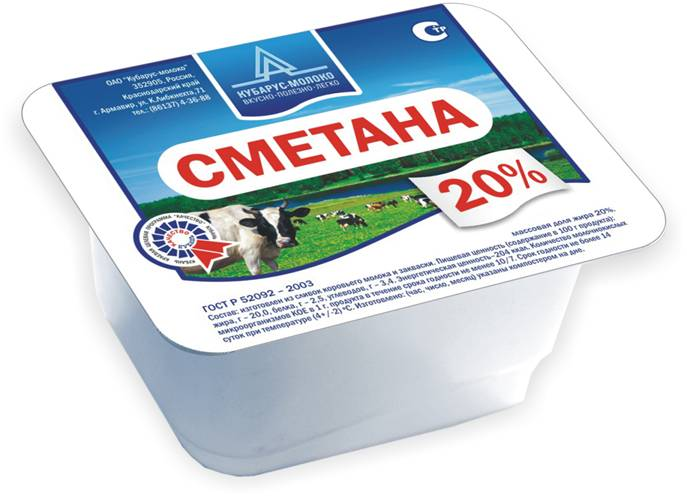 ОАО "Кубарус-молоко"
352905, Россия,
Краснодарский край
г. Армавир, ул. К.Либкнехта,71
тел.: (86137) 4-36-88
КУБАРУС-МОЛОКО
ВКУСНО·ПОЛЕЗНО·ЛЕГКО
СТР
СМЕТАНА
20%
КАЧЕСТВО
массовая доля жира 20%.
ГОСТ Р 52092 – 2003
Состав: изготовлен из сливок коровьего молока и закваски. Пищевая ценность (содержание в 100 г продукта):
жира, г – 20,0, белка, г – 2,5, углеводов, г – 3,4. Энергетическая ценность–204 ккал. Количество молочнокислых
микроорганизмов КОЕ в 1 г. продукта в течение срока годности не менее 10/7. Срок годности не более 14
суток при температуре (4+/-2) °С. Изготовлено: (час, число, месяц) указаны компостером на дне.